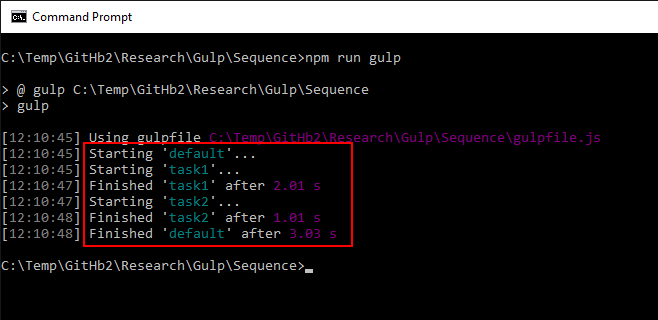 Command Prompt
C:\Temp\GitHb2\Research\Gulp\Sequence>npm run gulp
> @ gulp C:\Temp\GitHb2\Research\Gulp\Sequence
> gulp
[12:10:45] Using gulpfile C:\Temp\GitHb2\Research\Gulp\Sequence\gulpfile.js
[12:10:45] Starting 'default'...
[12:10:45] Starting 'task1'...
[12:10:47] Finished 'task1' after 2.01 s
[12:10:47] Starting 'task2'...
[12:10:48] Finished 'task2' after 1.01 s
[12:10:48] Finished 'default' after 3.03 s
C:\Temp\GitHb2\Research\Gulp\Sequence>